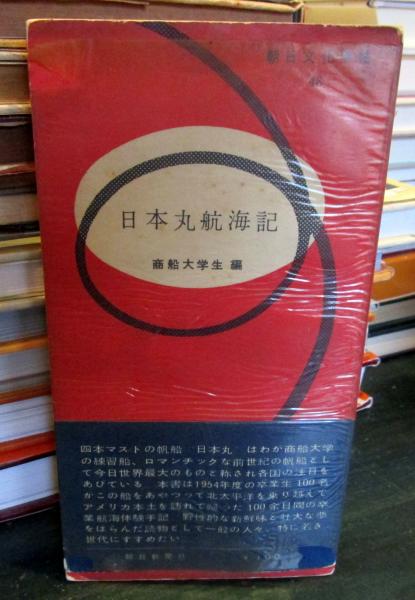 朝日文化手帖
48
日本丸航海記
商船大学生 編
四本マストの帆船 日本丸 はわが商船大学
の練習船、ロマンチックな前世紀の帆船とし
て今日世界最大のものと称され各国の注目を
あびている 本書は1954年度の卒業生100名
がこの船をあやつって北太平洋を乗り越えて
アメリカ本土を訪れて帰った100余日間の卒
業航海体験手記 野性的な新鮮味と壮大な夢
をはらんだ読物として一般の人々、特に若き
世代にすすめたい
朝日新聞社
¥100